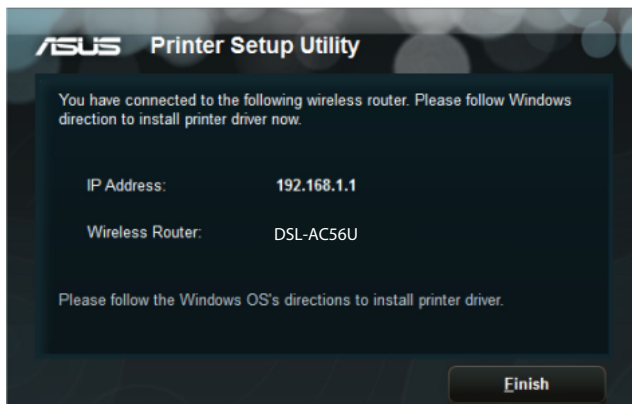 ASUS Printer Setup Utility
You have connected to the following wireless router. Please follow Windows
direction to install printer driver now.
IP Address: 192.168.1.1
Wireless Router: DSL-AC56U
Please follow the Windows OS's directions to install printer driver.
Finish